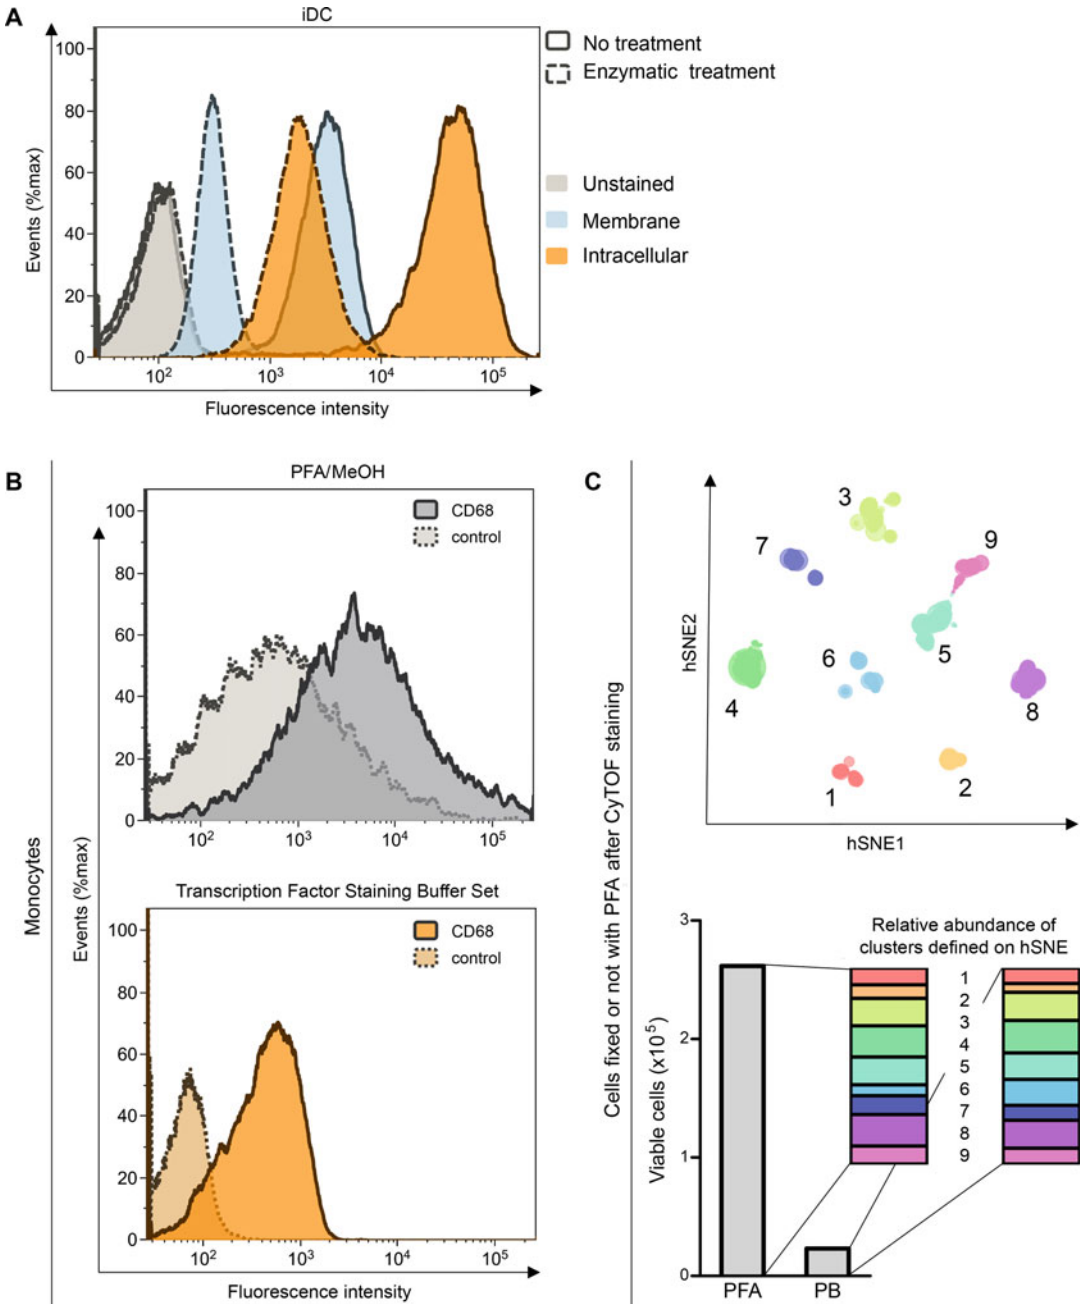 A
iDC
100
80
60
40
20
0
Events (%max)
10²
10³
10⁴
10⁵
Fluorescence intensity
No treatment
Enzymatic treatment
Unstained
Membrane
Intracellular
B
Monocytes
Events (%max)
PFA/MeOH
100
80
60
40
20
0
CD68
control
10²
10³
10⁴
10⁵
Transcription Factor Staining Buffer Set
100
80
60
40
20
0
CD68
control
10²
10³
10⁴
10⁵
Fluorescence intensity
C
Cells fixed or not with PFA after CyTOF staining
hSNE2
3
9
7
5
6
4
8
1
2
hSNE1
Viable cells (x10⁵)
3
2
1
0
Relative abundance of
clusters defined on hSNE
1
2
3
4
5
6
7
8
9
PFA
PB